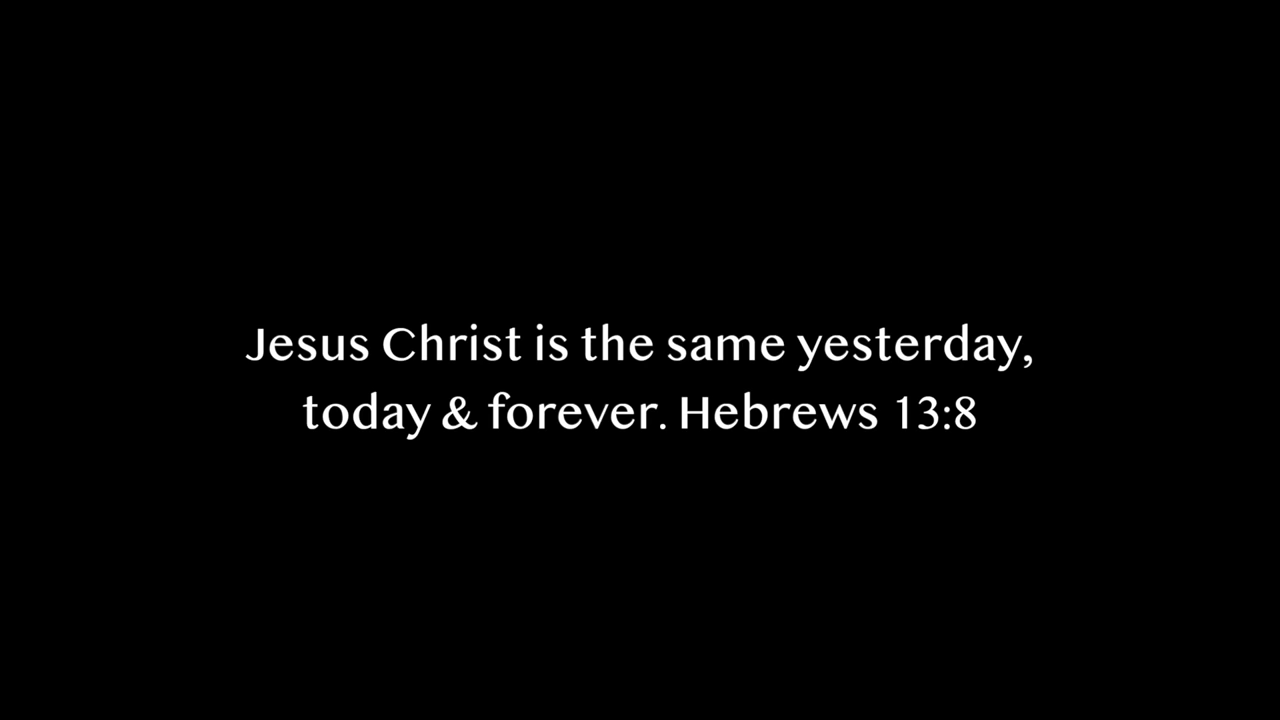 Jesus Christ is the same yesterday,
today & forever. Hebrews 13:8